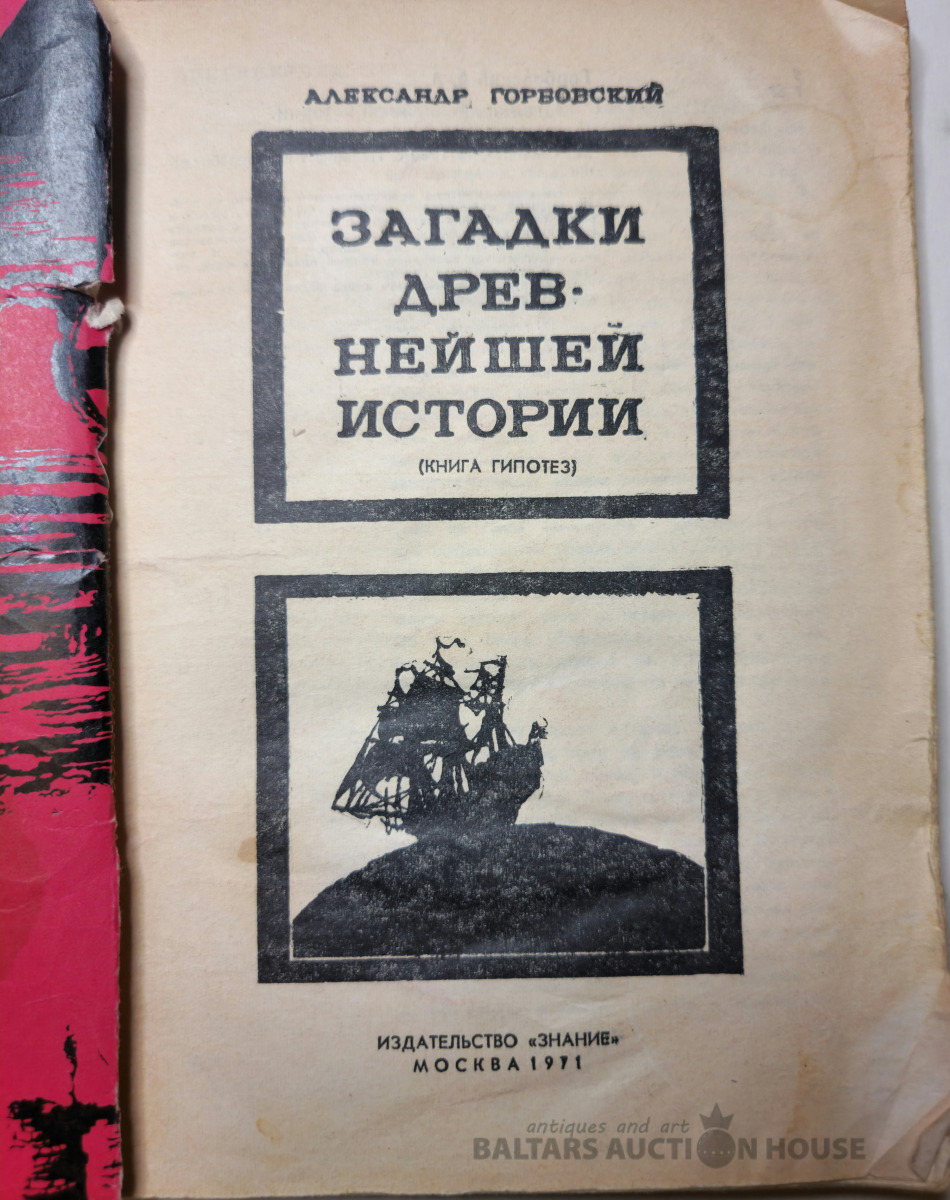 АЛЕКСАНДР ГОРБОВСКИЙ
ЗАГАДКИ
ДРЕВ-
НЕЙШЕЙ
ИСТОРИИ
(КНИГА ГИПОТЕЗ)
ИЗДАТЕЛЬСТВО «ЗНАНИЕ»
МОСКВА 1971
antiques and art
BALTARS AUCTION HOUSE